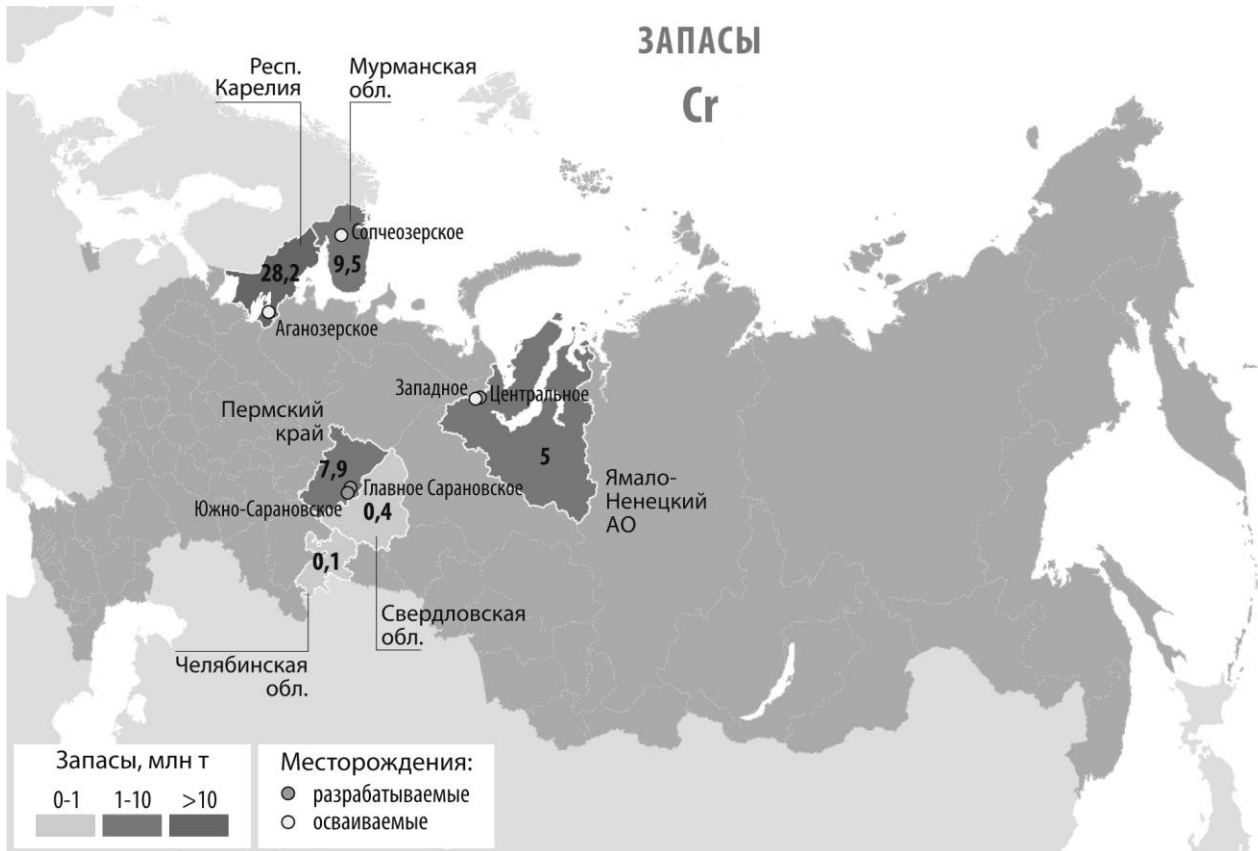 ЗАПАСЫ
Cr
Респ.
Карелия
Мурманская
обл.
Сопчеозерское
28,2
9,5
Аганозерское
Западное
Центральное
Пермский
край
7,9
5
Главное Сарановское
Южно-Сарановское
0,4
Ямало-
Ненецкий
АО
0,1
Свердловская
обл.
Челябинская
обл.
Запасы, млн т
0-1 1-10 >10
Месторождения:
разрабатываемые
осваиваемые